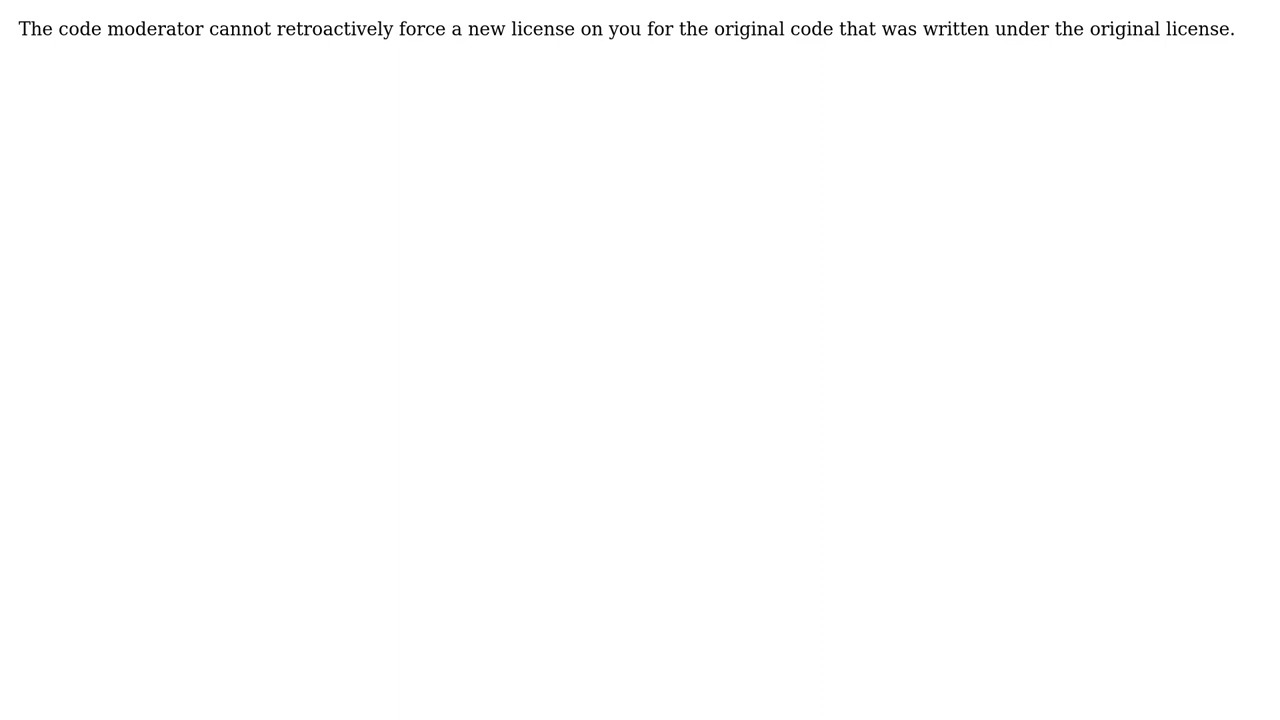 The code moderator cannot retroactively force a new license on you for the original code that was written under the original license.